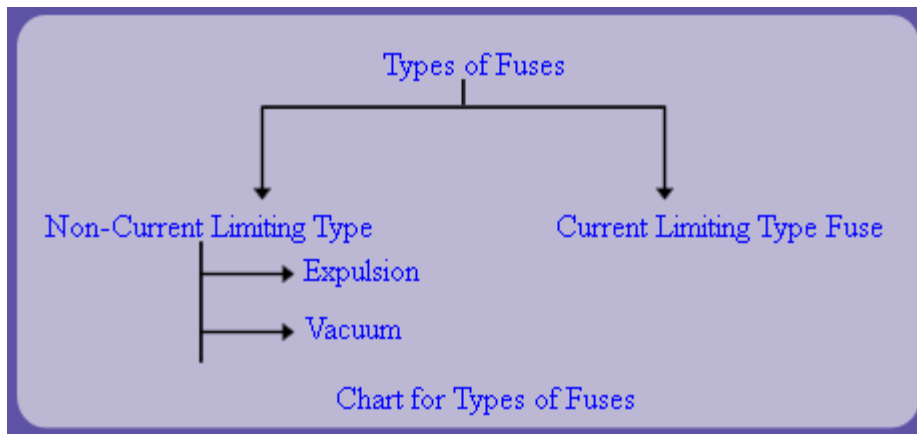 Types of Fuses
Non-Current Limiting Type
Current Limiting Type Fuse
Expulsion
Vacuum
Chart for Types of Fuses